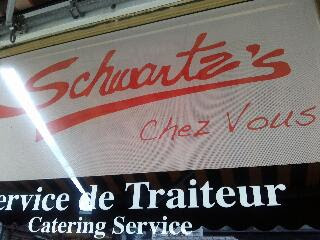 Schwartz's
Chez Vous
ervice de Traiteur
Catering Service